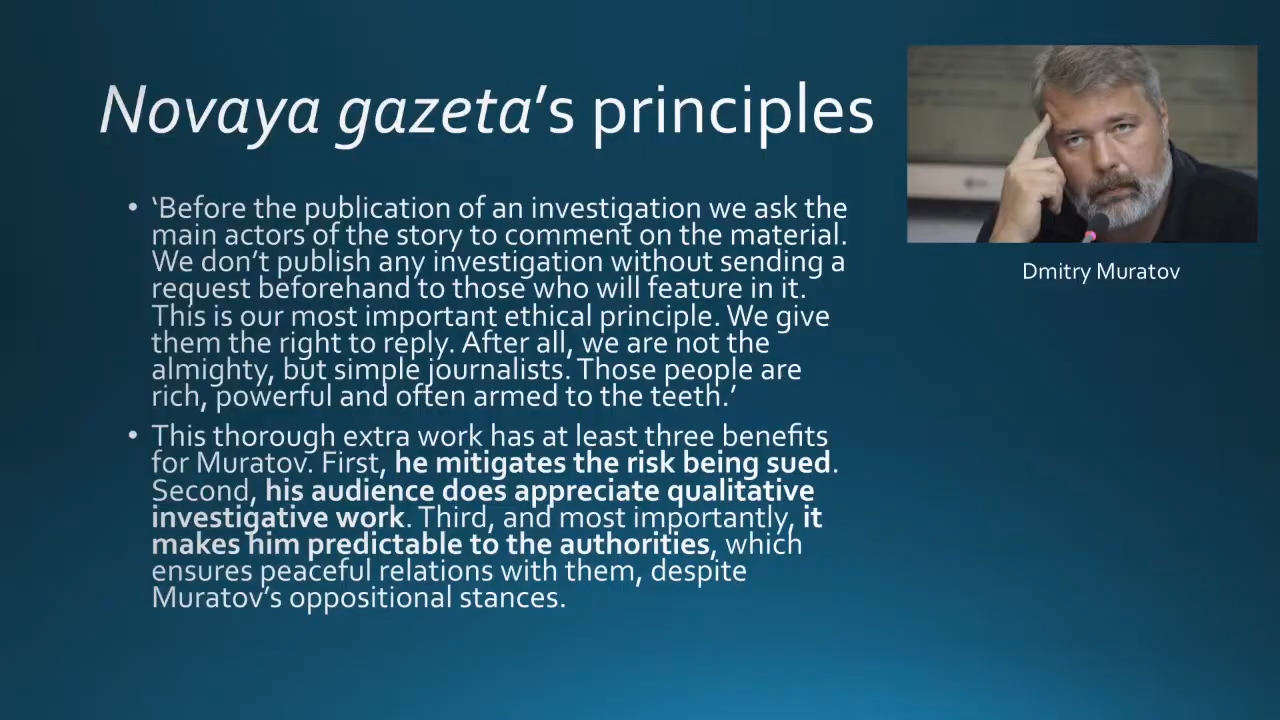 Novaya gazeta's principles
• ‘Before the publication of an investigation we ask the
main actors of the story to comment on the material.
We don’t publish any investigation without sending a
request beforehand to those who will feature in it.
This is our most important ethical principle. We give
them the right to reply. After all, we are not the
almighty, but simple journalists. Those people are
rich, powerful and often armed to the teeth.’
• This thorough extra work has at least three benefits
for Muratov. First, he mitigates the risk being sued.
Second, his audience does appreciate qualitative
investigative work. Third, and most importantly, it
makes him predictable to the authorities, which
ensures peaceful relations with them, despite
Muratov’s oppositional stances.
Dmitry Muratov